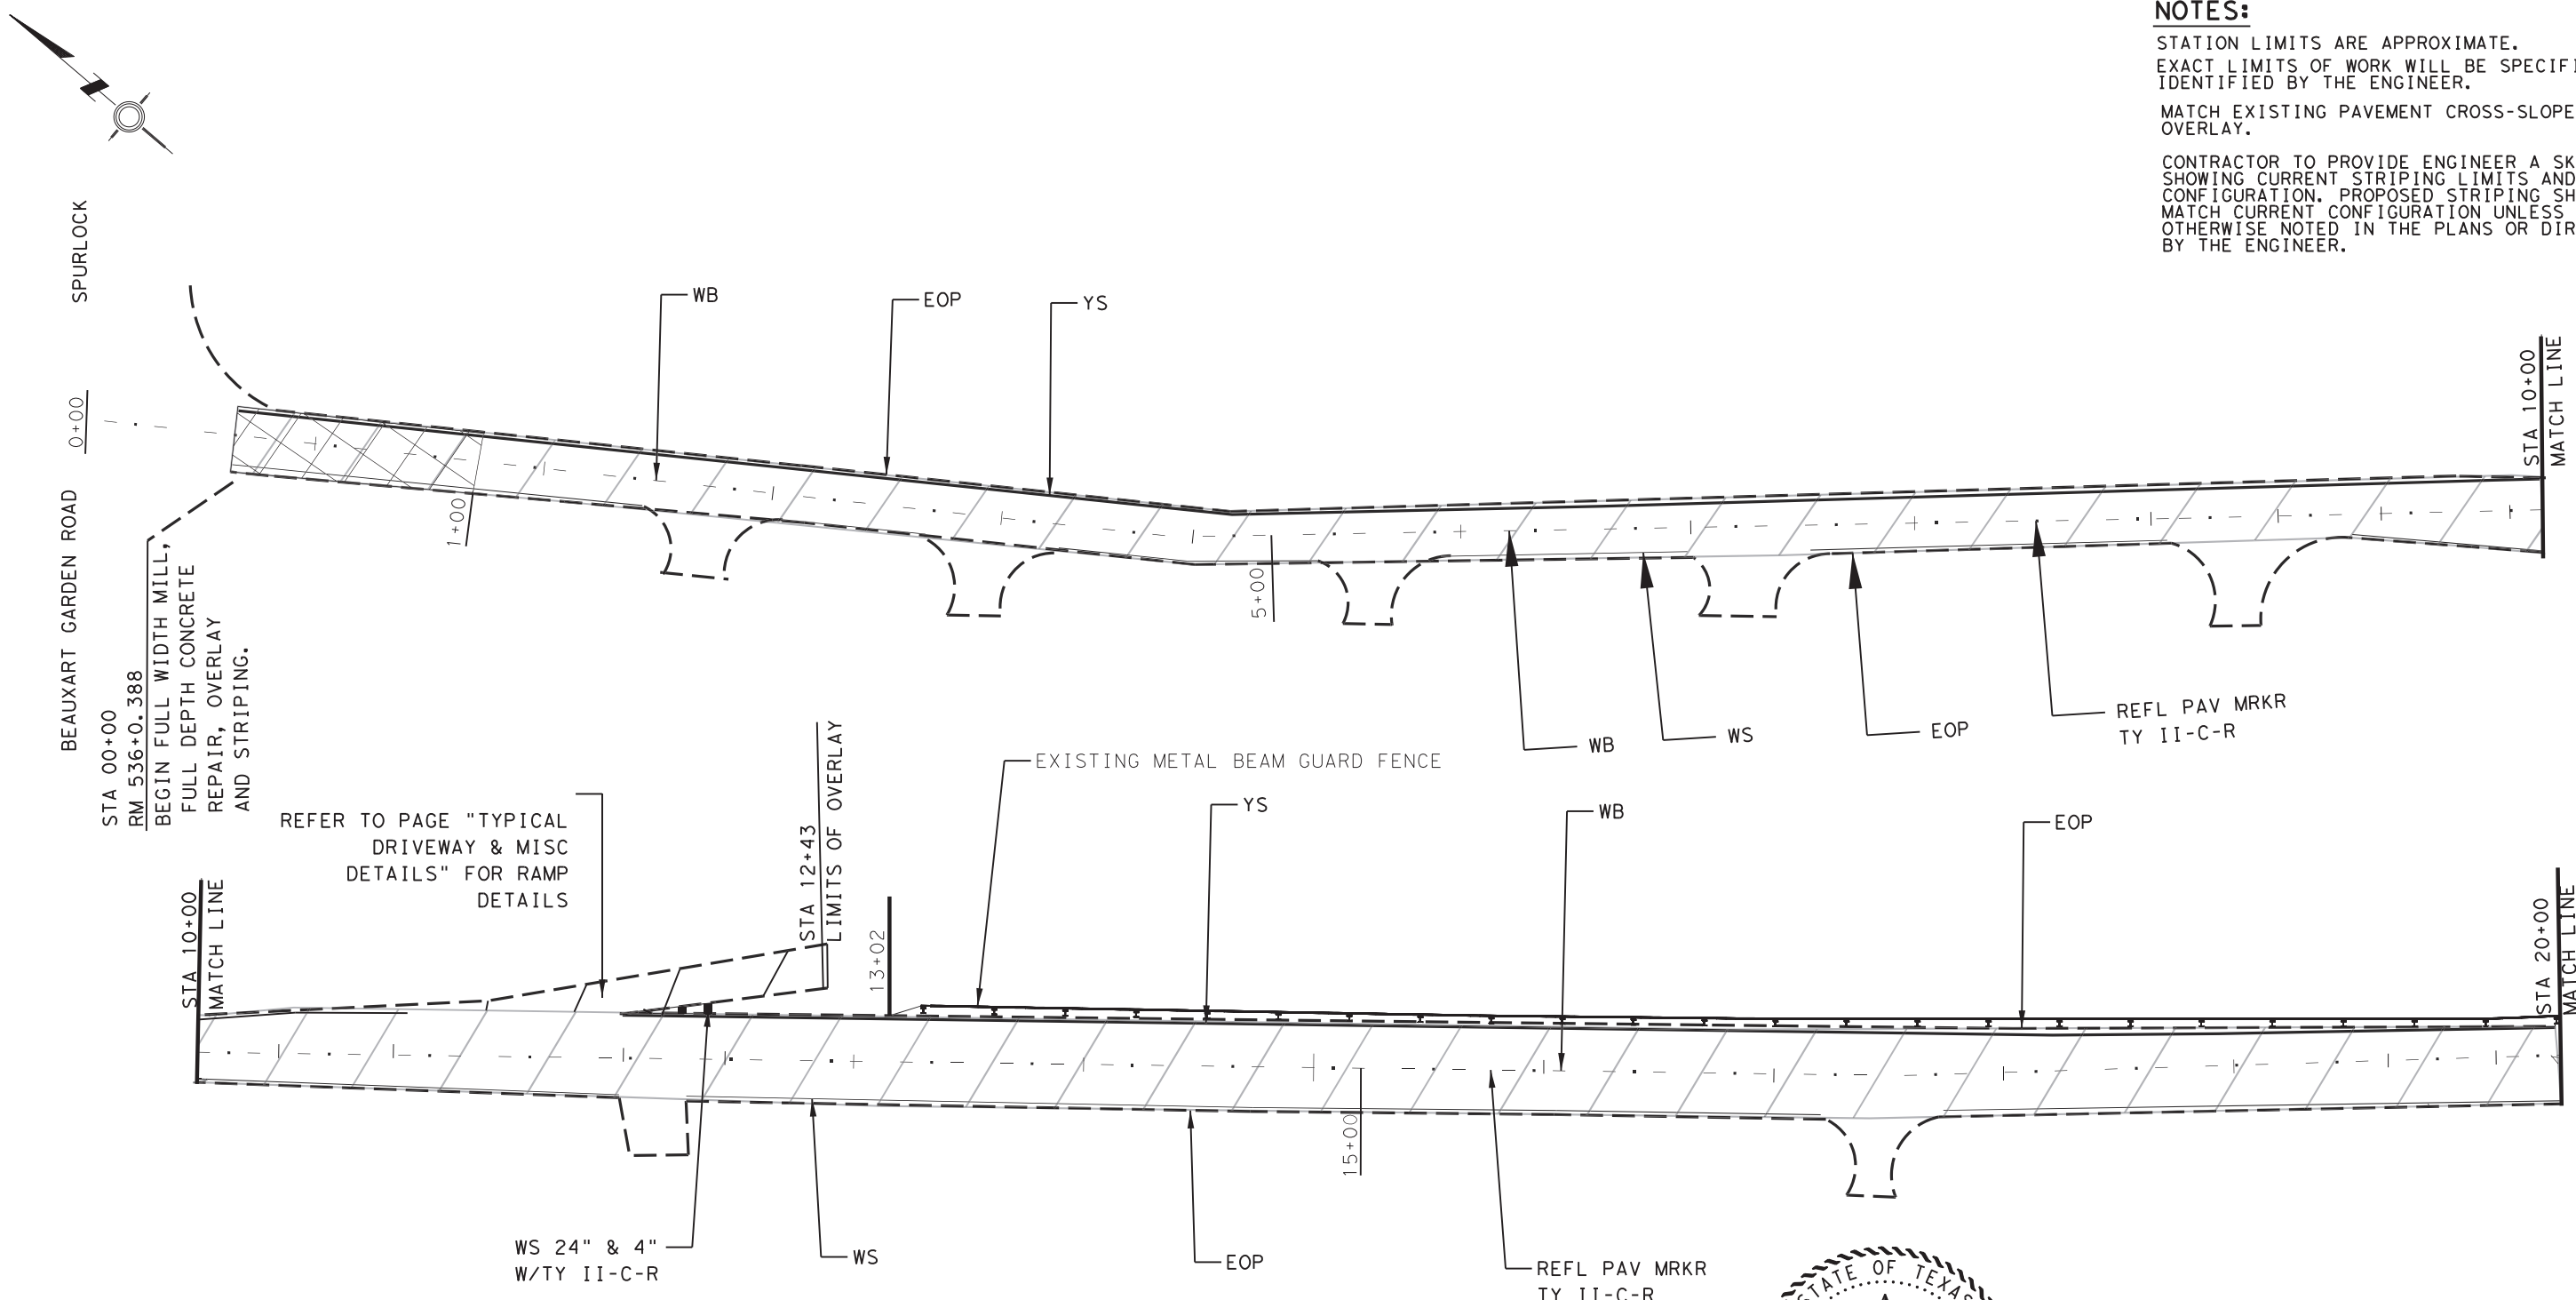 NOTES:
STATION LIMITS ARE APPROXIMATE.
EXACT LIMITS OF WORK WILL BE
IDENTIFIED BY THE ENGINEER.
MATCH EXISTING PAVEMENT CROSS-SLOPE
OVERLAY.
CONTRACTOR TO PROVIDE ENGINEER A
SHOWING CURRENT STRIPING LIMITS AND
CONFIGURATION. PROPOSED STRIPING
MATCH CURRENT CONFIGURATION UNLESS
OTHERWISE NOTED IN THE PLANS OR
BY THE ENGINEER.
SPURLOCK
0+00
BEAUXART GARDEN ROAD
STA 00+00
RM 536+0.388
BEGIN FULL WIDTH MILL,
FULL DEPTH CONCRETE
REPAIR, OVERLAY
AND STRIPING.
WB
EOP
YS
1+00
5+00
STA 10+00
MATCH LINE
WB
WS
EOP
REFL PAV MRKR
TY II-C-R
REFER TO PAGE "TYPICAL
DRIVEWAY & MISC
DETAILS" FOR RAMP
DETAILS
STA 12+43
LIMITS OF OVERLAY
EXISTING METAL BEAM GUARD FENCE
YS
WB
EOP
STA 10+00
MATCH LINE
13+02
15+00
STA 20+00
MATCH LINE
WS 24" & 4"
W/TY II-C-R
WS
EOP
REFL PAV MRKR
TY II-C-R
STATE OF TEXAS